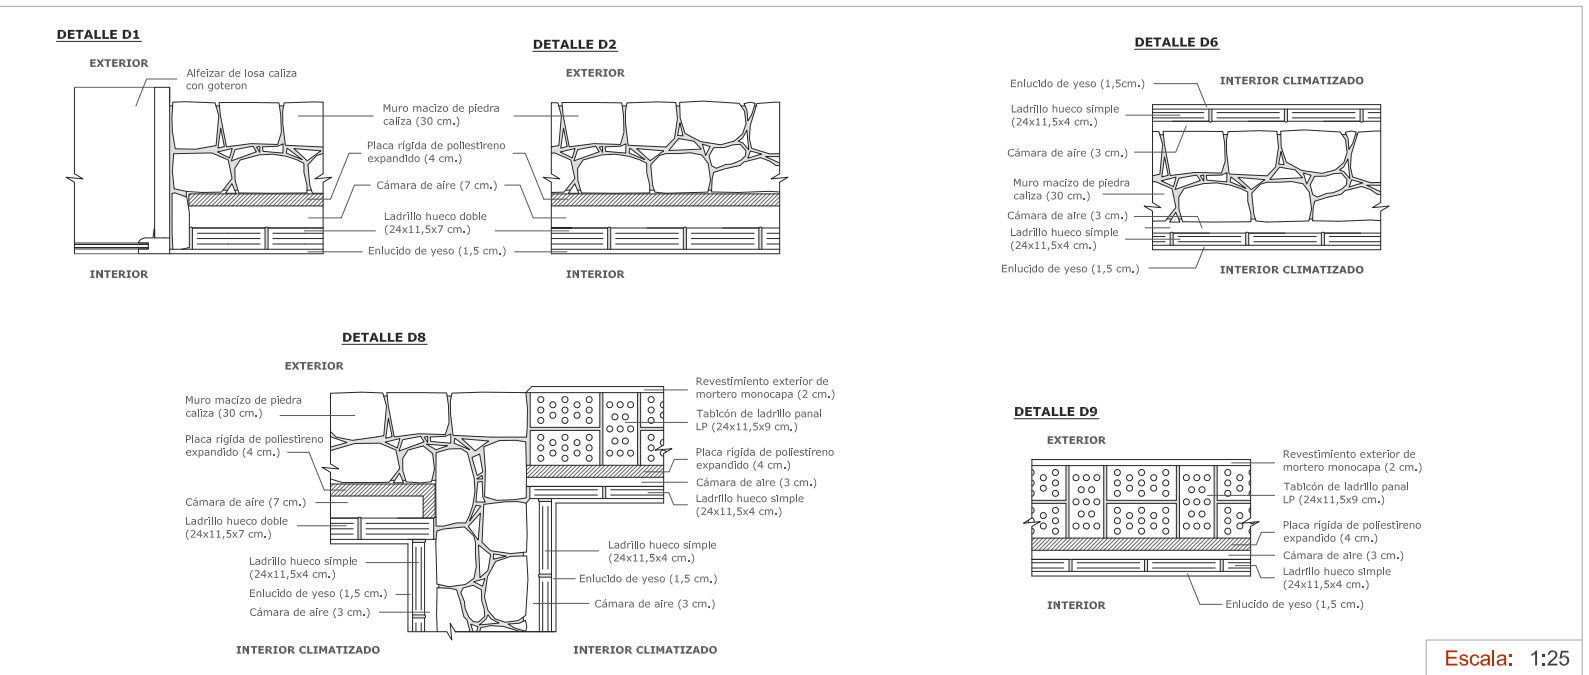 DETALLE D1
EXTERIOR
Alfeizar de losa caliza
con goteron
INTERIOR
Muro macizo de piedra
caliza (30 cm.)
Placa rígida de poliestireno
expandido (4 cm.)
Cámara de aire (7 cm.)
Ladrillo hueco doble
(24x11,5x7 cm.)
Enlucido de yeso (1,5 cm.)
DETALLE D2
EXTERIOR
INTERIOR
DETALLE D6
INTERIOR CLIMATIZADO
Enlucido de yeso (1,5cm.)
Ladrillo hueco simple
(24x11,5x4 cm.)
Cámara de aire (3 cm.)
Muro macizo de piedra
caliza (30 cm.)
Cámara de aire (3 cm.)
Ladrillo hueco simple
(24x11,5x4 cm.)
Enlucido de yeso (1,5 cm.)
INTERIOR CLIMATIZADO
DETALLE D8
EXTERIOR
Muro macizo de piedra
caliza (30 cm.)
Placa rígida de poliestireno
expandido (4 cm.)
Cámara de aire (7 cm.)
Ladrillo hueco doble
(24x11,5x7 cm.)
Ladrillo hueco simple
(24x11,5x4 cm.)
Enlucido de yeso (1,5 cm.)
Cámara de aire (3 cm.)
INTERIOR CLIMATIZADO
Revestimiento exterior de
mortero monocapa (2 cm.)
Tabicón de ladrillo panal
LP (24x11,5x9 cm.)
Placa rígida de poliestireno
expandido (4 cm.)
Cámara de aire (3 cm.)
Ladrillo hueco simple
(24x11,5x4 cm.)
Ladrillo hueco simple
(24x11,5x4 cm.)
Enlucido de yeso (1,5 cm.)
Cámara de aire (3 cm.)
INTERIOR CLIMATIZADO
DETALLE D9
EXTERIOR
Revestimiento exterior de
mortero monocapa (2 cm.)
Tabicón de ladrillo panal
LP (24x11,5x9 cm.)
Placa rígida de poliestireno
expandido (4 cm.)
Cámara de aire (3 cm.)
Ladrillo hueco simple
(24x11,5x4 cm.)
Enlucido de yeso (1,5 cm.)
INTERIOR
Escala: 1:25